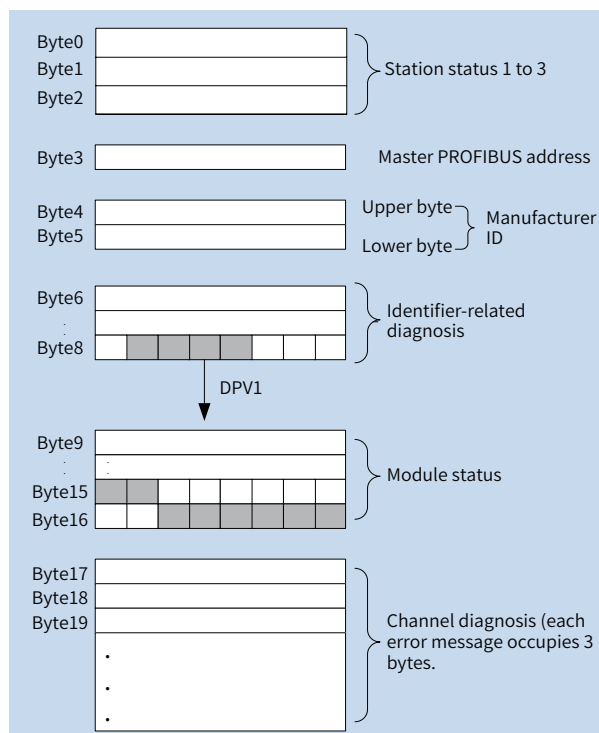 Byte0
Byte1
Byte2
Station status 1 to 3
Byte3
Master PROFIBUS address
Byte4
Byte5
Upper byte
Lower byte
Manufacturer
ID
Byte6
:
Byte8
Identifier-related
diagnosis
DPV1
Byte9
: :
Byte15
Byte16
Module status
Byte17
Byte18
Byte19
Channel diagnosis (each
error message occupies 3
bytes.